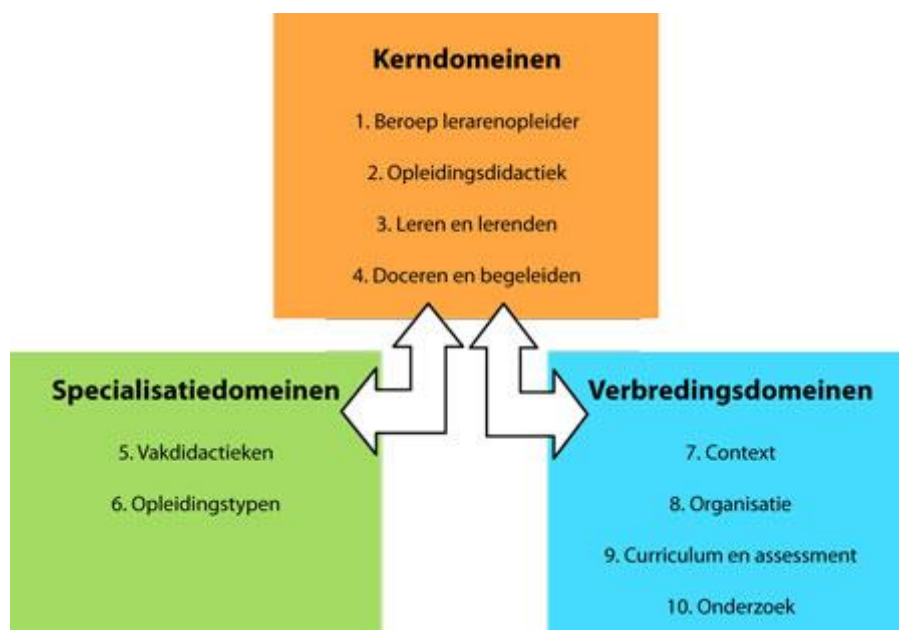 Kerndomeinen
1. Beroep lerarenopleider
2. Opleidingsdidactiek
3. Leren en lerenden
4. Doceren en begeleiden
Specialisatiedomeinen
5. Vakdidactieken
6. Opleidingstypen
Verbredingsdomeinen
7. Context
8. Organisatie
9. Curriculum en assessment
10. Onderzoek